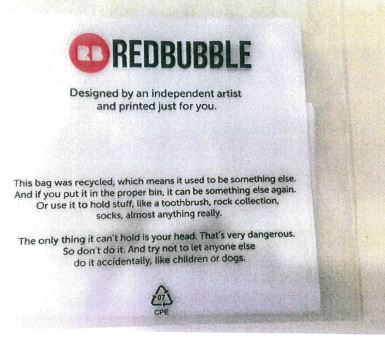 RB REDBUBBLE
Designed by an independent artist
and printed just for you.
This bag was recycled, which means it used to be something else.
And if you put it in the proper bin, it can be something else again.
Or use it to hold stuff, like a toothbrush, rock collection,
socks, almost anything really.
The only thing it can't hold is your head. That's very dangerous.
So don't do it. And try not to let anyone else
do it accidentally, like children or dogs.
07
CPE